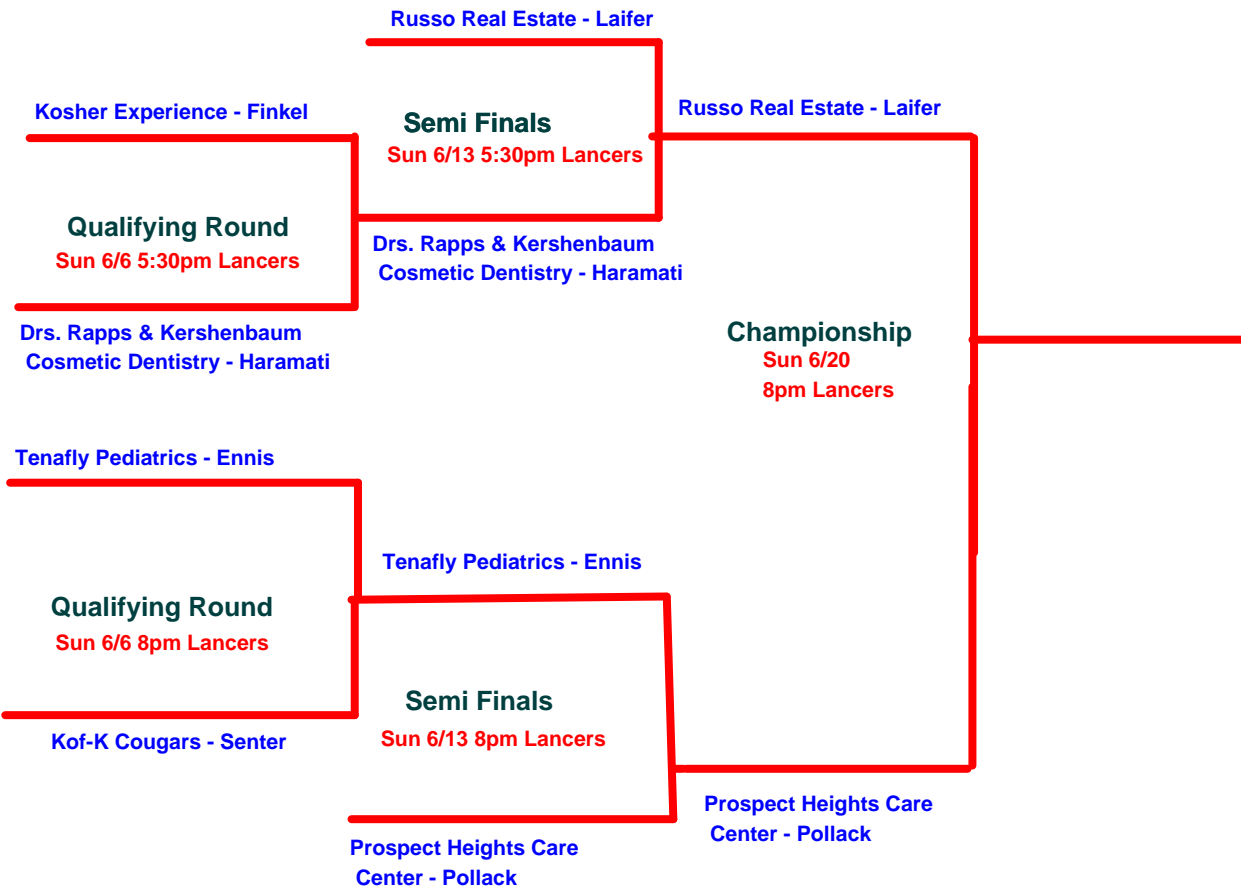 Russo Real Estate - Laifer
Kosher Experience - Finkel
Semi Finals
Sun 6/13 5:30pm Lancers
Russo Real Estate - Laifer
Qualifying Round
Sun 6/6 5:30pm Lancers
Drs. Rapps & Kershenbaum
Cosmetic Dentistry - Haramati
Drs. Rapps & Kershenbaum
Cosmetic Dentistry - Haramati
Championship
Sun 6/20
8pm Lancers
Tenafly Pediatrics - Ennis
Tenafly Pediatrics - Ennis
Qualifying Round
Sun 6/6 8pm Lancers
Semi Finals
Sun 6/13 8pm Lancers
Kof-K Cougars - Senter
Prospect Heights Care
Center - Pollack
Prospect Heights Care
Center - Pollack